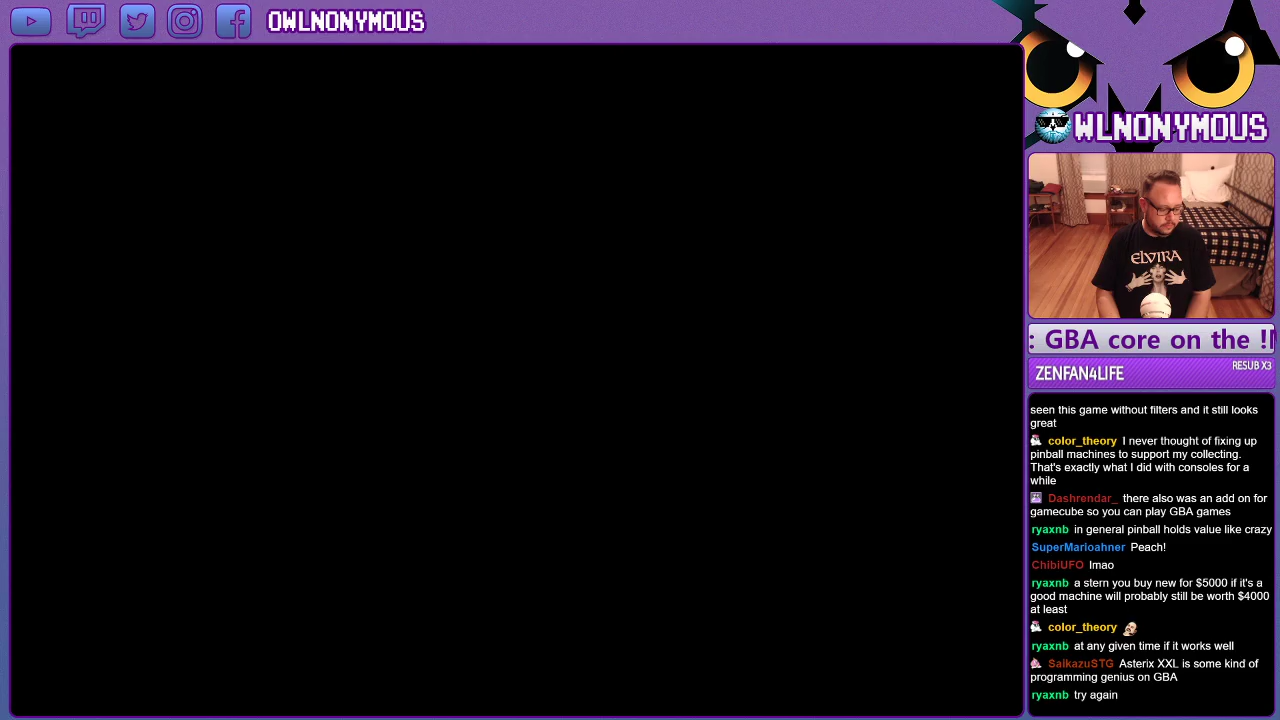 OWLNONYMOUS
WLNONYMOUS
ELVIRA
: GBA core on the !
ZENFAN4LIFE
RESUB X3
seen this game without filters and it still looks
great
color_theory I never thought of fixing up
pinball machines to support my collecting.
That's exactly what I did with consoles for a
while
Dashrendar_ there also was an add on for
gamecube so you can play GBA games
ryaxnb in general pinball holds value like crazy
SuperMarioahner Peach!
ChibiUFO lmao
ryaxnb a stern you buy new for $5000 if it's a
good machine will probably still be worth $4000
at least
color_theory
ryaxnb at any given time if it works well
SaikazuSTG Asterix XXL is some kind of
programming genius on GBA
ryaxnb try again